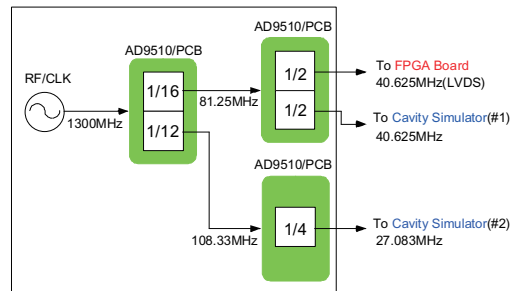 RF/CLK
1300MHz
AD9510/PCB
1/16
1/12
81.25MHz
108.33MHz
AD9510/PCB
1/2
1/2
To FPGA Board
40.625MHz(LVDS)
To Cavity Simulator(#1)
40.625MHz
AD9510/PCB
1/4
To Cavity Simulator(#2)
27.083MHz